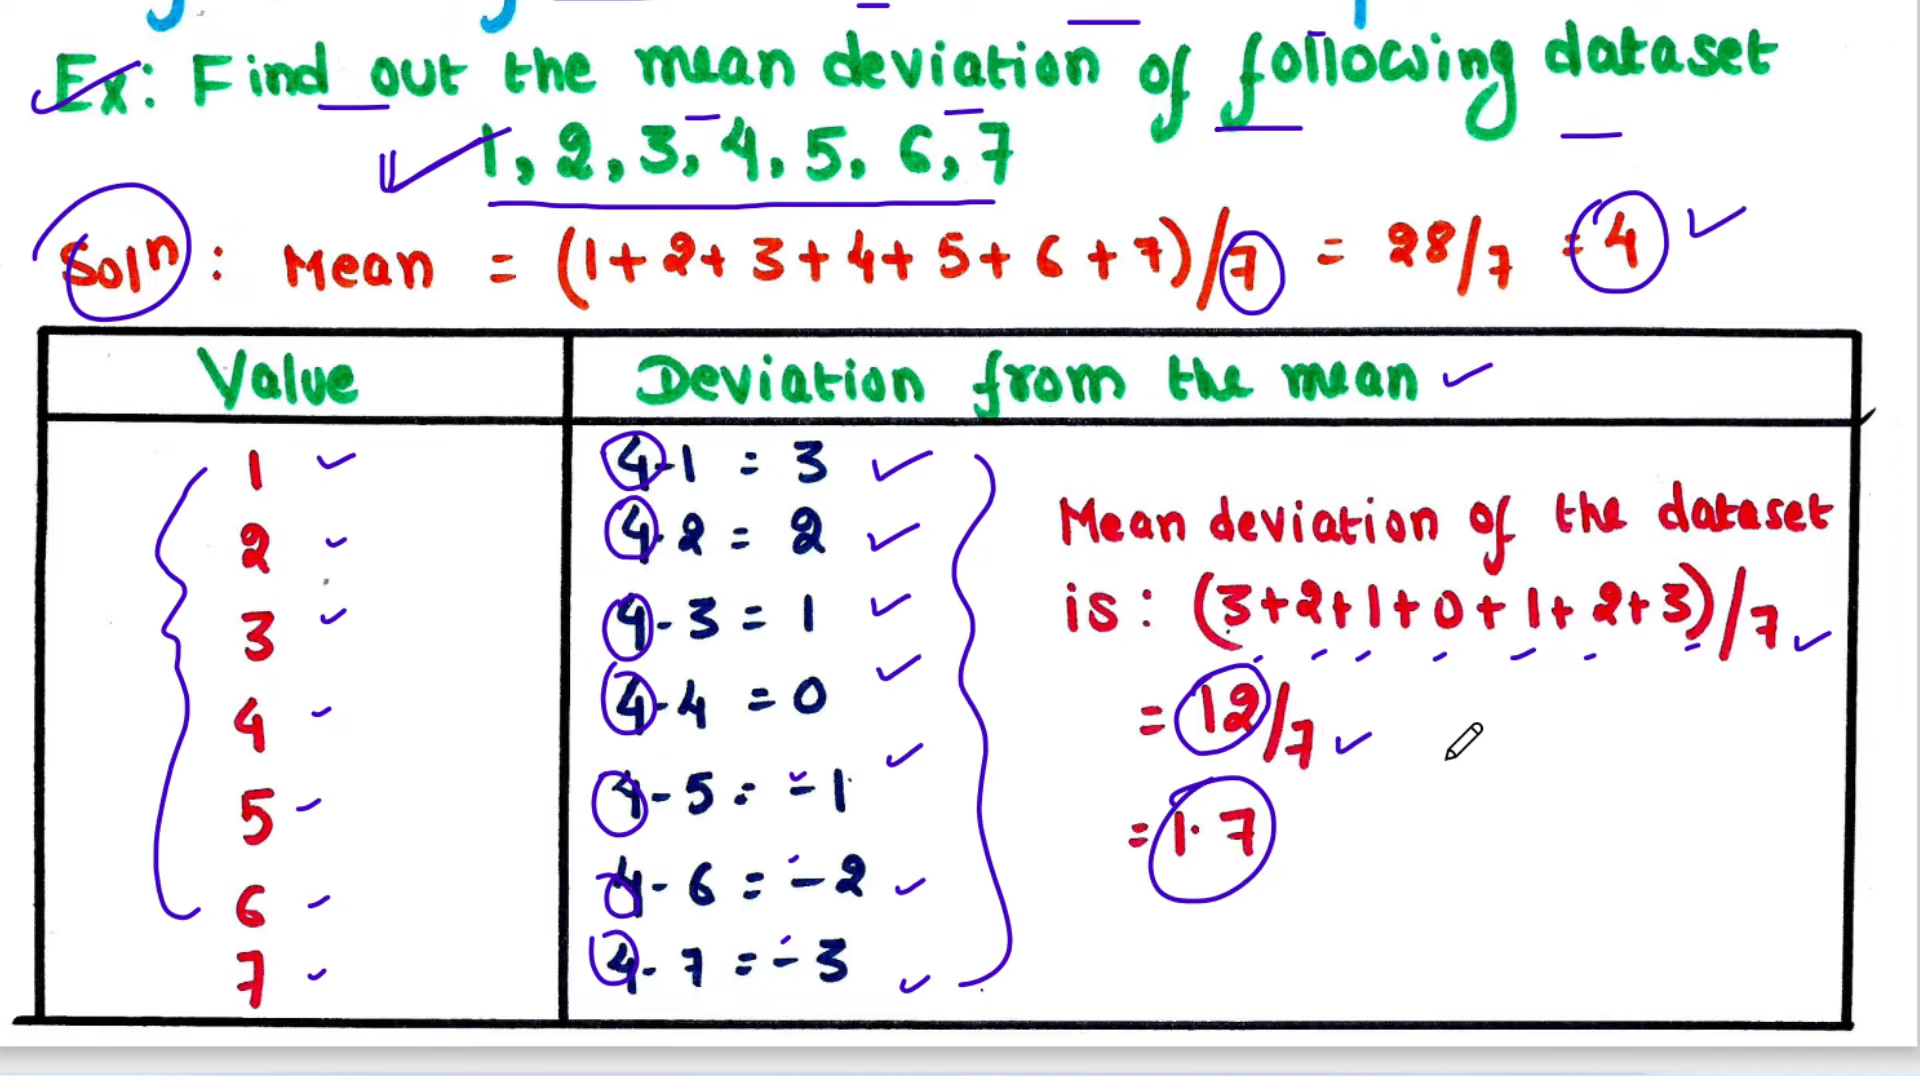 Ex: Find out the mean deviation of following dataset
1, 2, 3, 4, 5, 6, 7
Solⁿ: Mean = (1+2+3+4+5+6+7)/7 = 28/7 = 4
Value
Deviation from the mean
1
2
3
4
5
6
7
4-1 = 3
4-2 = 2
4-3 = 1
4-4 = 0
4-5 = -1
4-6 = -2
4-7 = -3
Mean deviation of the dataset
is: (3+2+1+0+1+2+3)/7
= 12/7
= 1.7